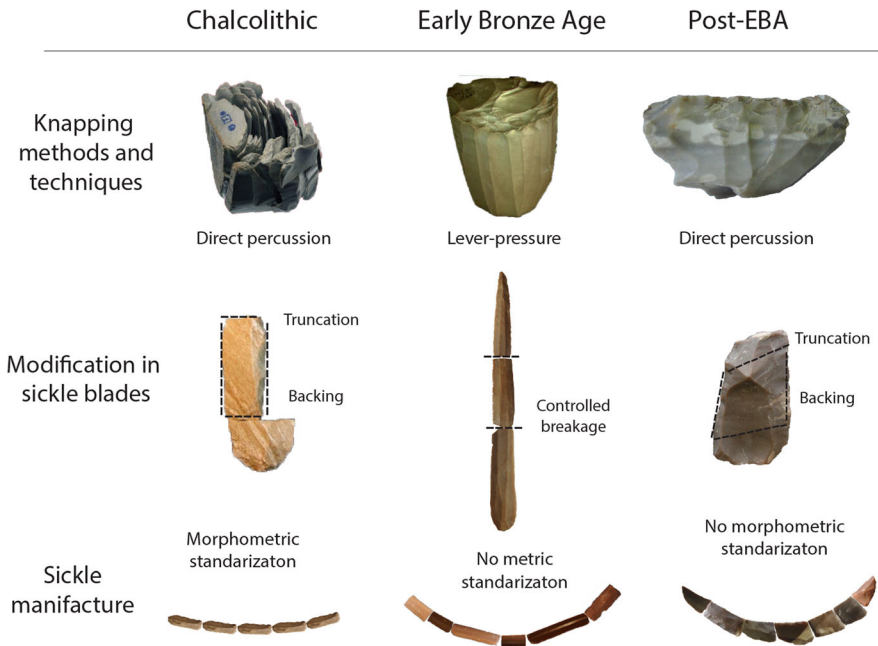 Chalcolithic
Early Bronze Age
Post-EBA
Knapping
methods and
techniques
Direct percussion
Lever-pressure
Direct percussion
Modification in
sickle blades
Truncation
Backing
Controlled
breakage
Truncation
Backing
Sickle
manifacture
Morphometric
standarizaton
No metric
standarizaton
No morphometric
standarizaton